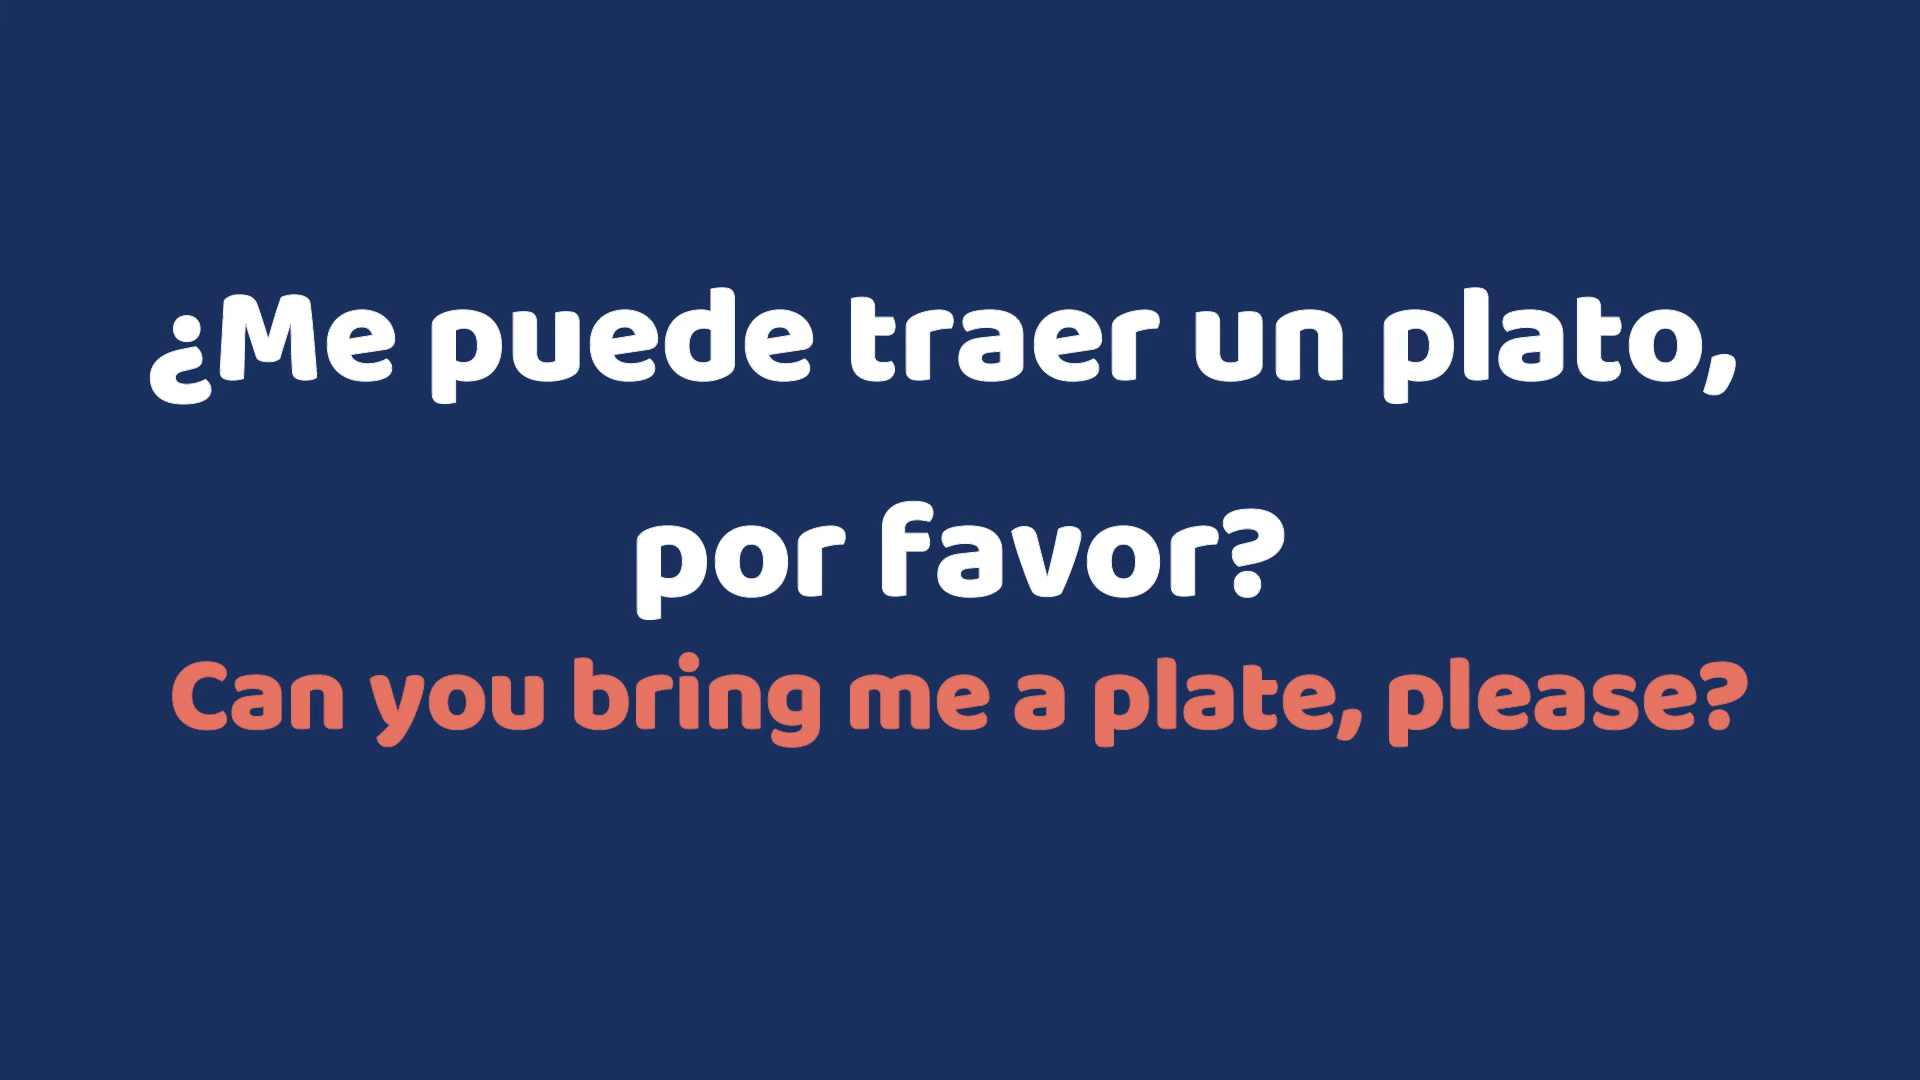 ¿Me puede traer un plato,
por favor?
Can you bring me a plate, please?